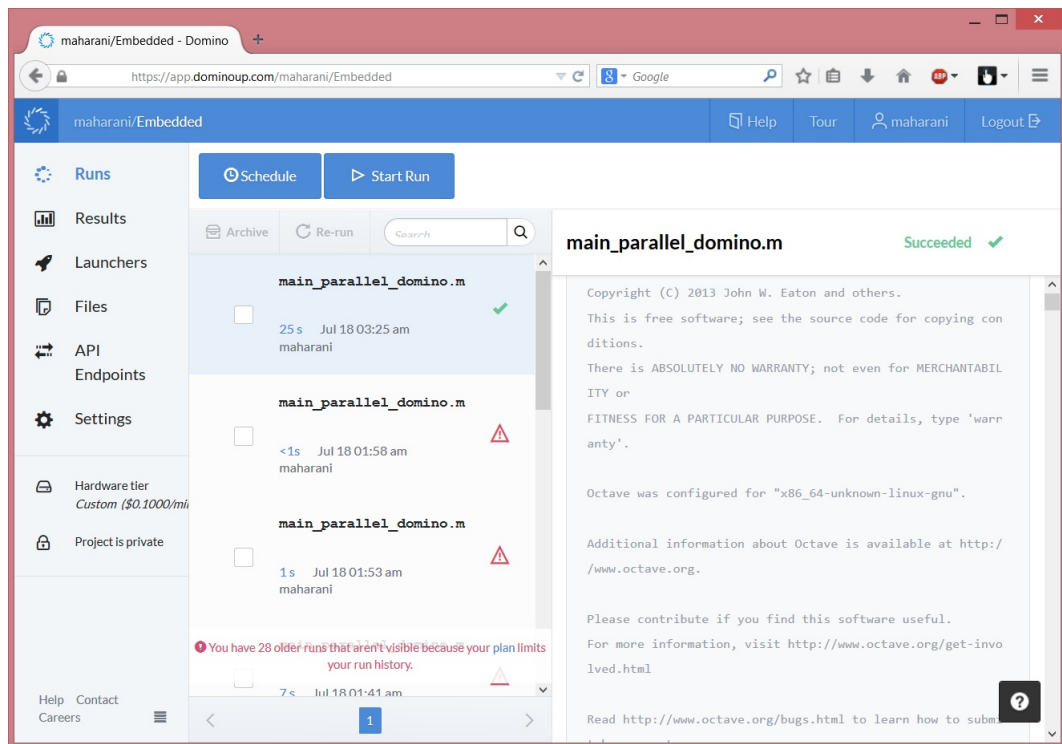 maharani/Embedded - Domino
https://app.dominoup.com/maharani/Embedded
8 Google
ABP
maharani/Embedded
Help
Tour
maharani
Logout
Runs
Results
Launchers
Files
API
Endpoints
Settings
Hardware tier
Custom ($0.1000/mi
Project is private
Help Contact
Careers
Schedule
Start Run
Archive
Re-run
Search
main_parallel_domino.m
25 s Jul 18 03:25 am
maharani
main_parallel_domino.m
<1s Jul 18 01:58 am
maharani
main_parallel_domino.m
1 s Jul 18 01:53 am
maharani
main_parallel_domino.m
You have 28 older runs that aren't visible because your plan limits
your run history.
7 s Jul 18 01:41 am
1
main_parallel_domino.m
Succeeded
Copyright (C) 2013 John W. Eaton and others.
This is free software; see the source code for copying con
ditions.
There is ABSOLUTELY NO WARRANTY; not even for MERCHANTABIL
ITY or
FITNESS FOR A PARTICULAR PURPOSE.  For details, type 'warr
anty'.
Octave was configured for "x86_64-unknown-linux-gnu".
Additional information about Octave is available at http:/
/www.octave.org.
Please contribute if you find this software useful.
For more information, visit http://www.octave.org/get-invo
lved.html
Read http://www.octave.org/bugs.html to learn how to submi
?